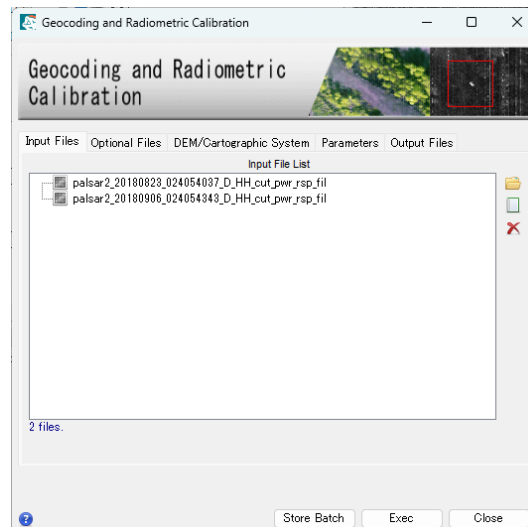 Geocoding and Radiometric Calibration
Geocoding and Radiometric
Calibration
Input Files Optional Files DEM/Cartographic System Parameters Output Files
Input File List
palsar2_20180823_024054037_D_HH_cut_pwr_rsp_fil
palsar2_20180906_024054343_D_HH_cut_pwr_rsp_fil
2 files.
Store Batch Exec Close